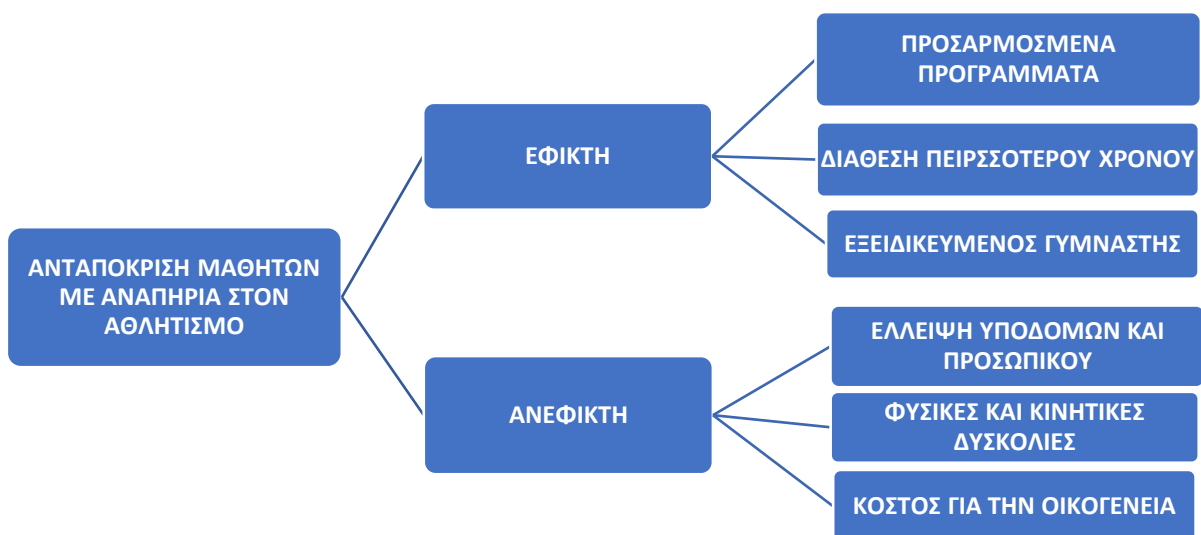 ΑΝΤΑΠΟΚΡΙΣΗ ΜΑΘΗΤΩΝ
ΜΕ ΑΝΑΠΗΡΙΑ ΣΤΟΝ
ΑΘΛΗΤΙΣΜΟ
ΕΦΙΚΤΗ
ΠΡΟΣΑΡΜΟΣΜΕΝΑ
ΠΡΟΓΡΑΜΜΑΤΑ
ΔΙΑΘΕΣΗ ΠΕΙΡΣΣΟΤΕΡΟΥ ΧΡΟΝΟΥ
ΕΞΕΙΔΙΚΕΥΜΕΝΟΣ ΓΥΜΝΑΣΤΗΣ
ΑΝΕΦΙΚΤΗ
ΕΛΛΕΙΨΗ ΥΠΟΔΟΜΩΝ ΚΑΙ
ΠΡΟΣΩΠΙΚΟΥ
ΦΥΣΙΚΕΣ ΚΑΙ ΚΙΝΗΤΙΚΕΣ
ΔΥΣΚΟΛΙΕΣ
ΚΟΣΤΟΣ ΓΙΑ ΤΗΝ ΟΙΚΟΓΕΝΕΙΑ